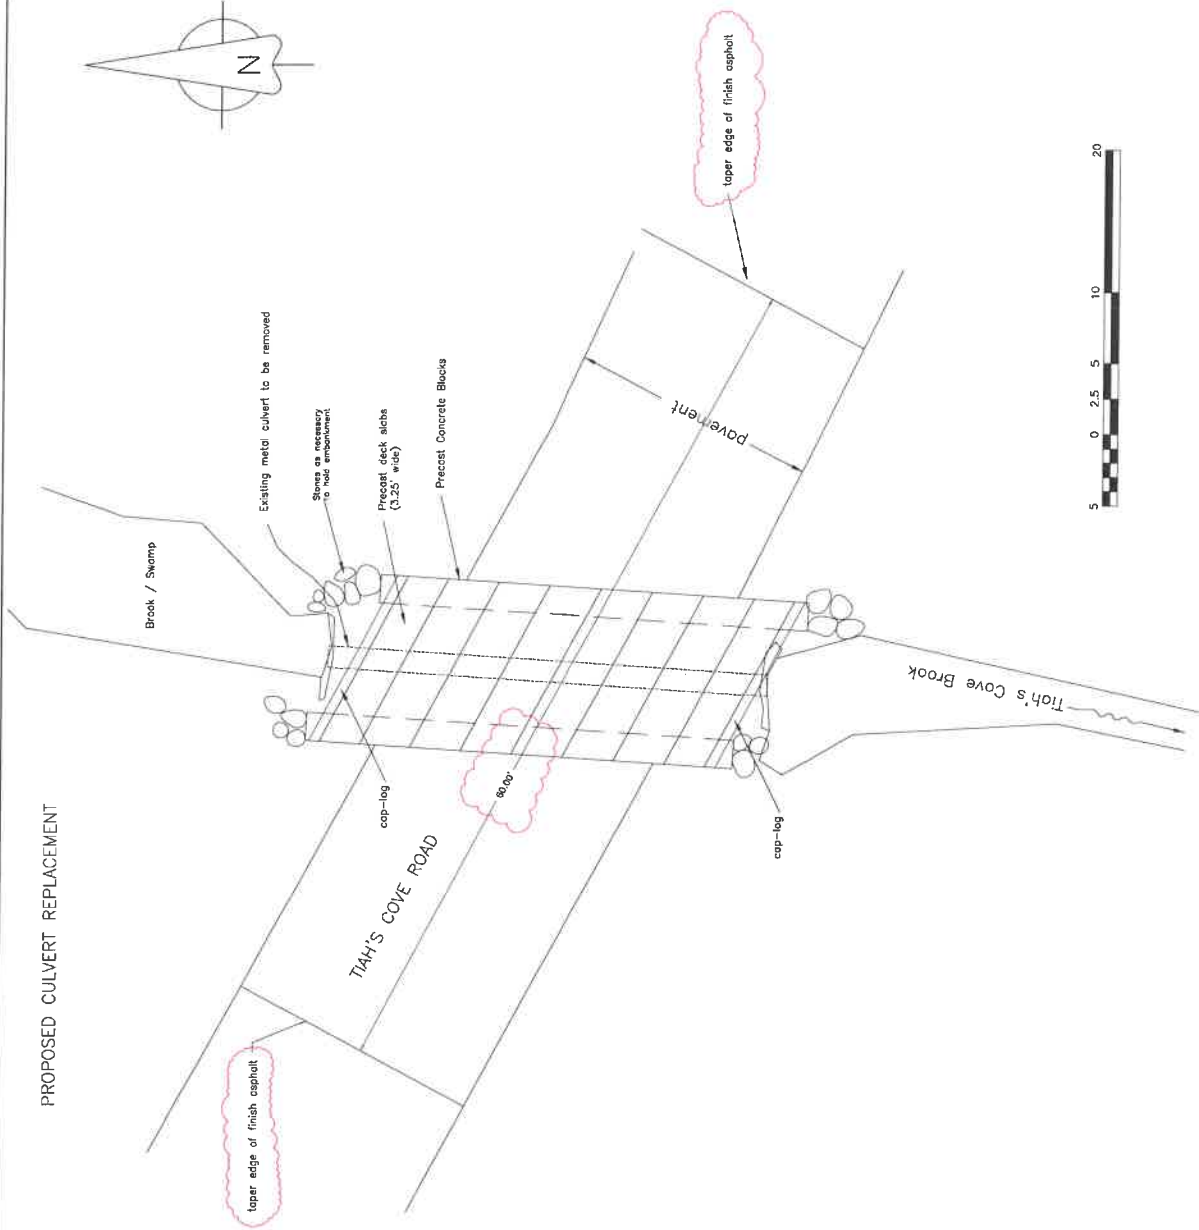 PROPOSED CULVERT REPLACEMENT
N
Brook / Swamp
Existing metal culvert to be removed
Stones as necessary
to hold embankment
Precast deck slabs
(3.25' wide)
Precast Concrete Blocks
taper edge of finish asphalt
pavement
cap-log
60.00'
TIAH'S COVE ROAD
taper edge of finish asphalt
cap-log
Tiah's Cove Brook
5 0 2.5 5 10 20